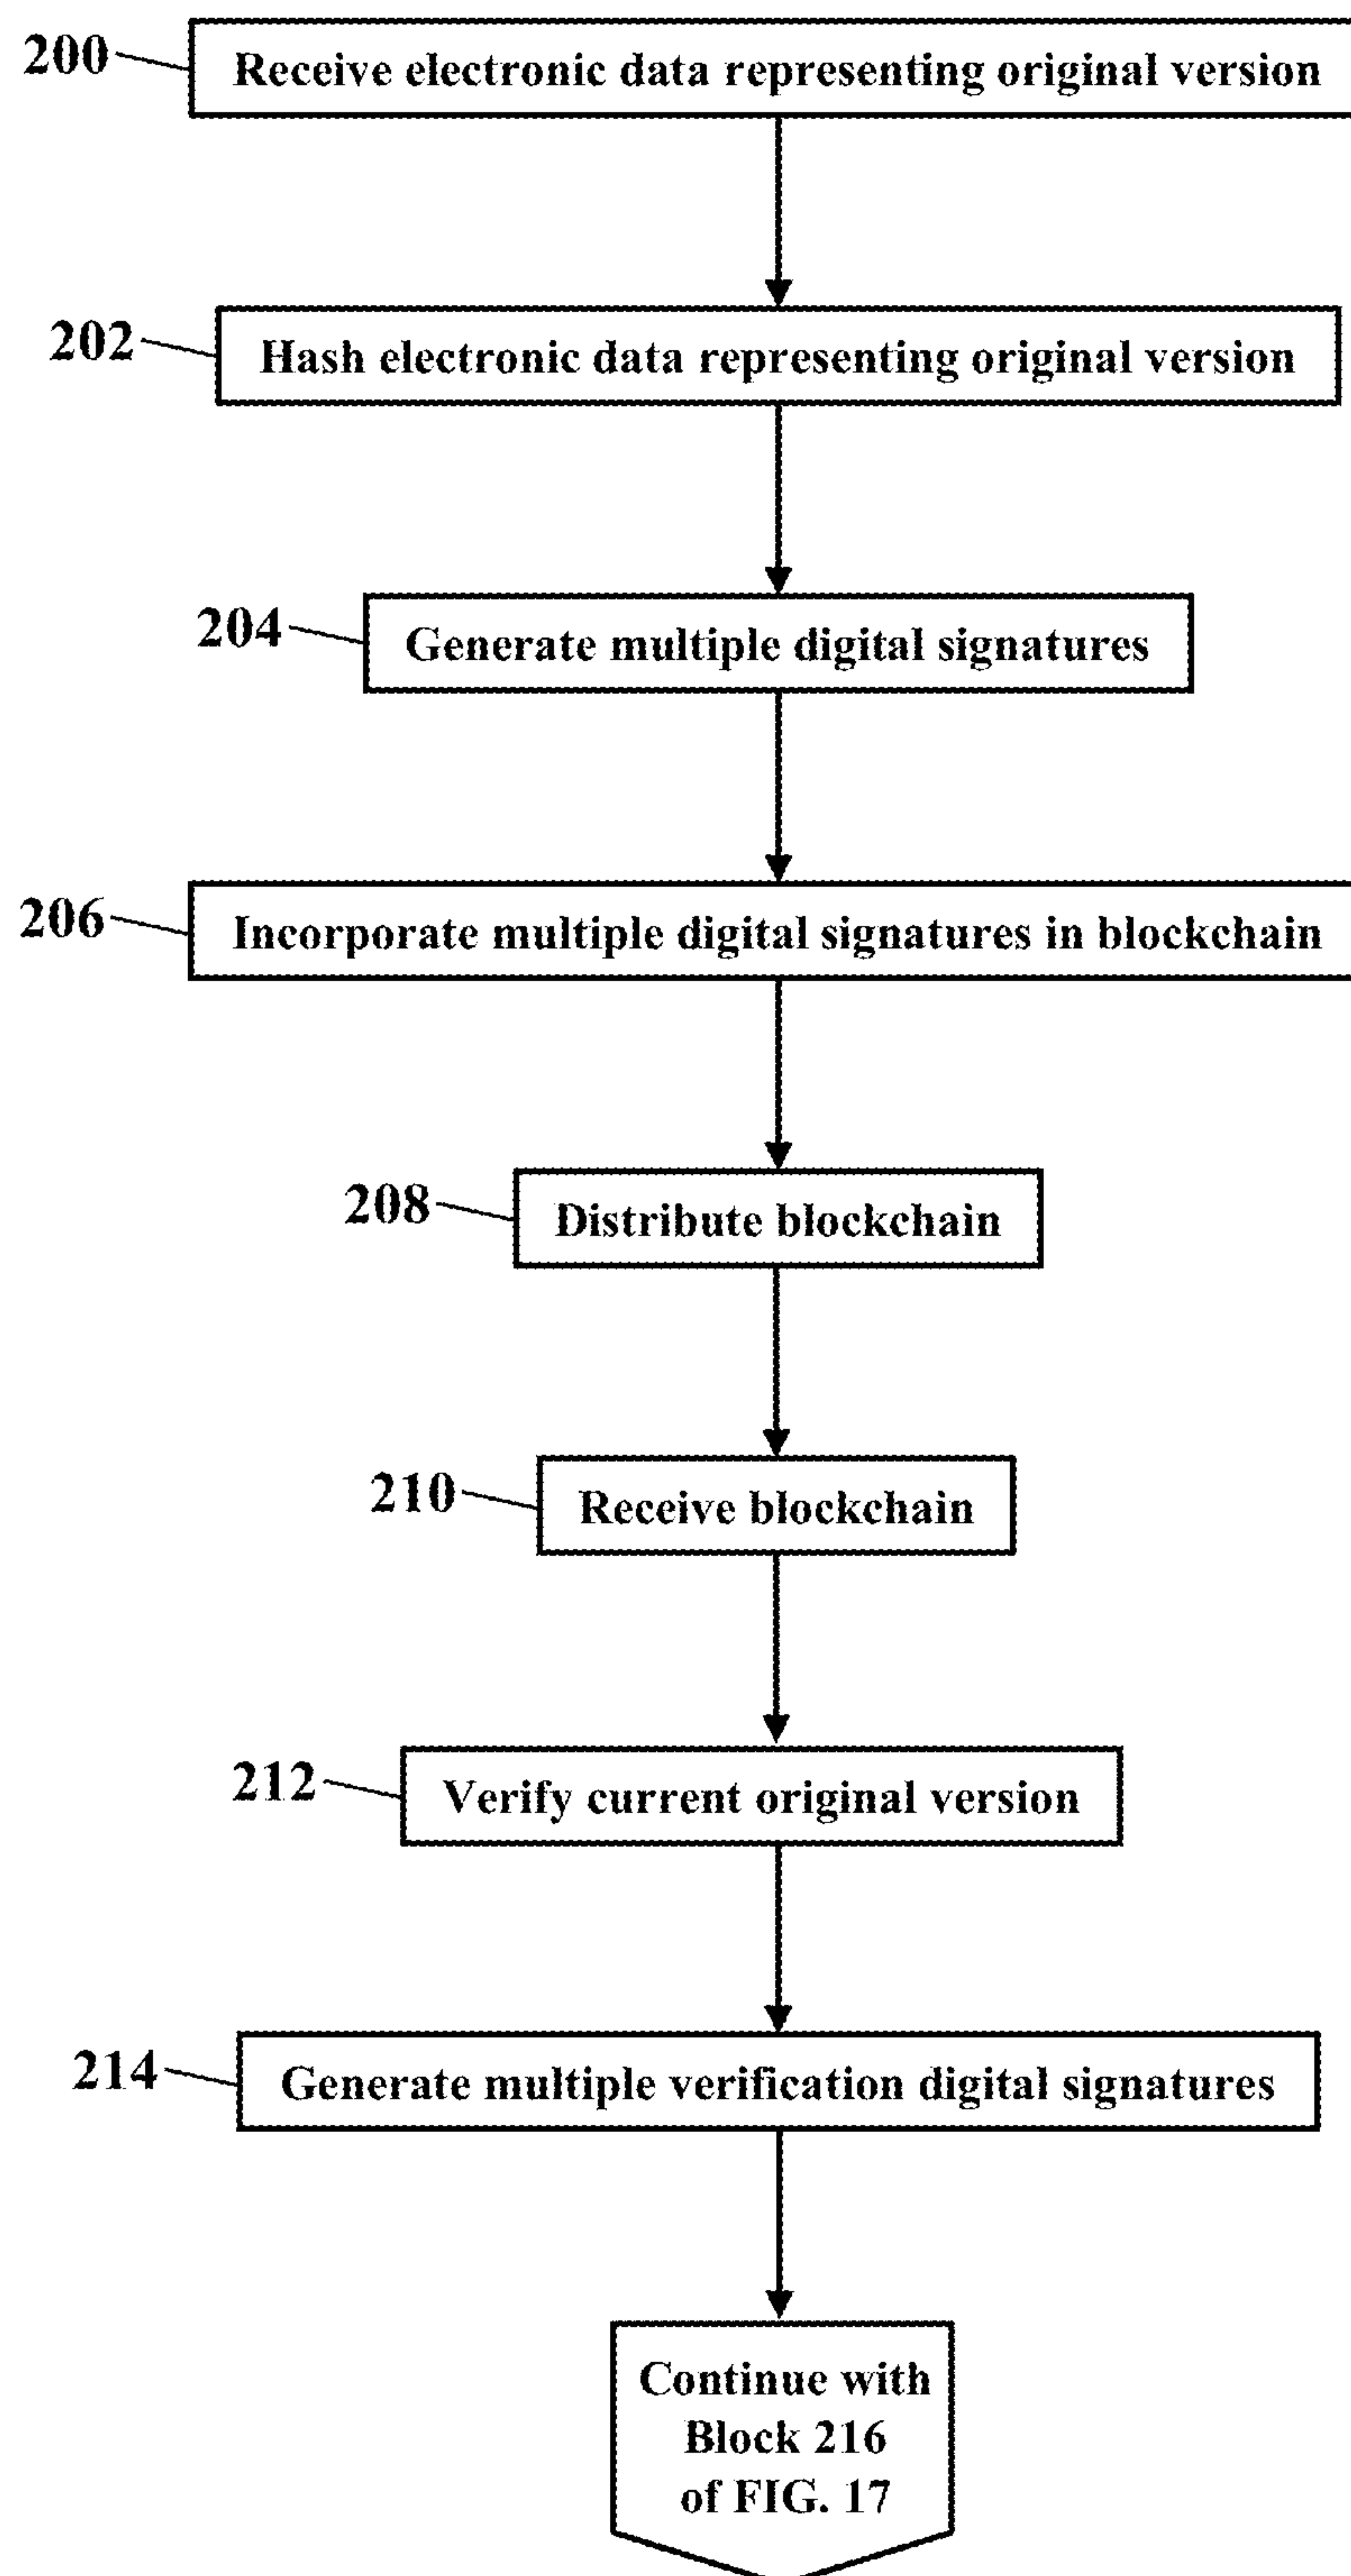 200
Receive electronic data representing original version
202
Hash electronic data representing original version
204
Generate multiple digital signatures
206
Incorporate multiple digital signatures in blockchain
208
Distribute blockchain
210
Receive blockchain
212
Verify current original version
214
Generate multiple verification digital signatures
Continue with
Block 216
of FIG. 17